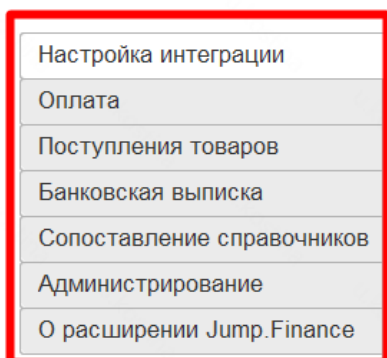 Настройка интеграции
Оплата
Поступления товаров
Банковская выписка
Сопоставление справочников
Администрирование
О расширении Jump.Finance